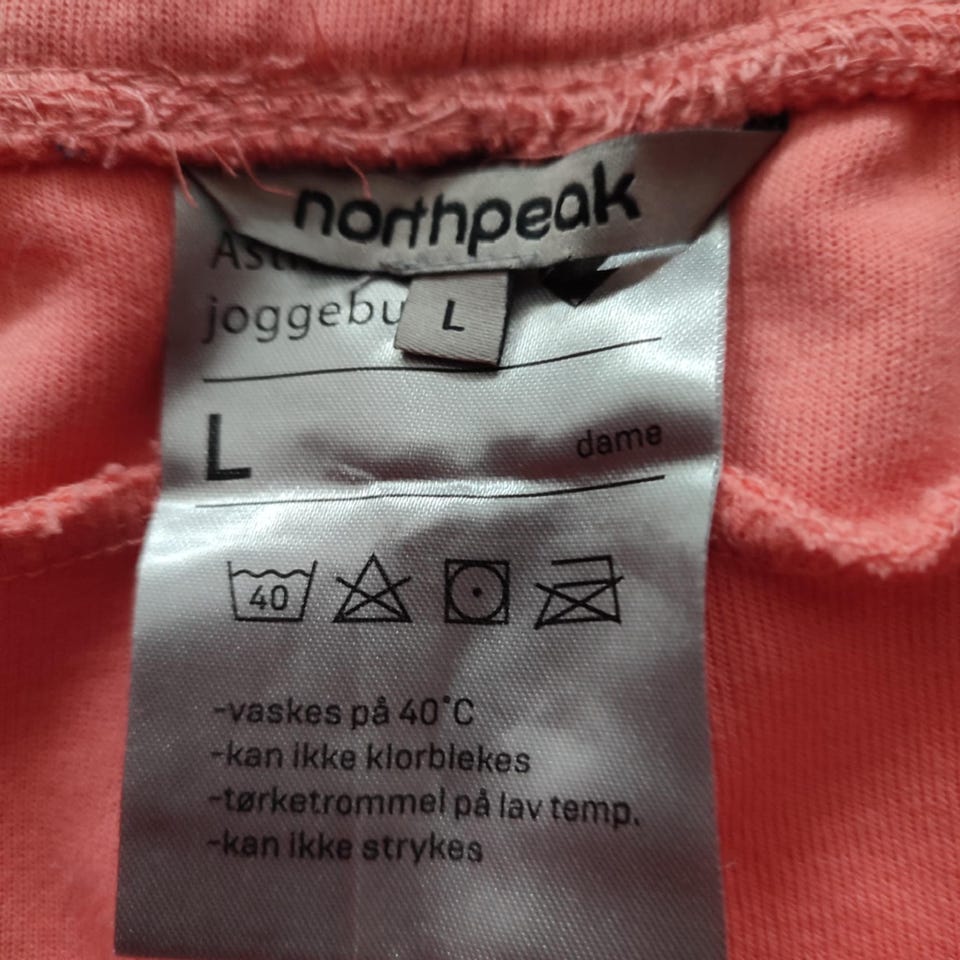 northpeak
L
joggebu
L
dame
40
-vaskes på 40°C
-kan ikke klorblekes
-tørketrommel på lav temp.
-kan ikke strykes